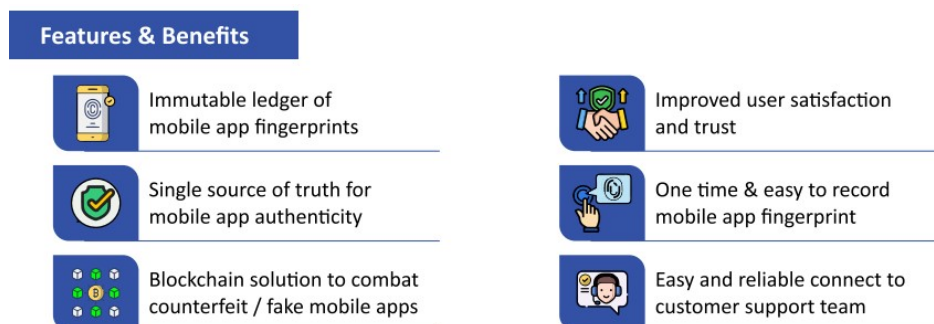 Features & Benefits
Immutable ledger of
mobile app fingerprints
Single source of truth for
mobile app authenticity
Blockchain solution to combat
counterfeit / fake mobile apps
Improved user satisfaction
and trust
One time & easy to record
mobile app fingerprint
Easy and reliable connect to
customer support team